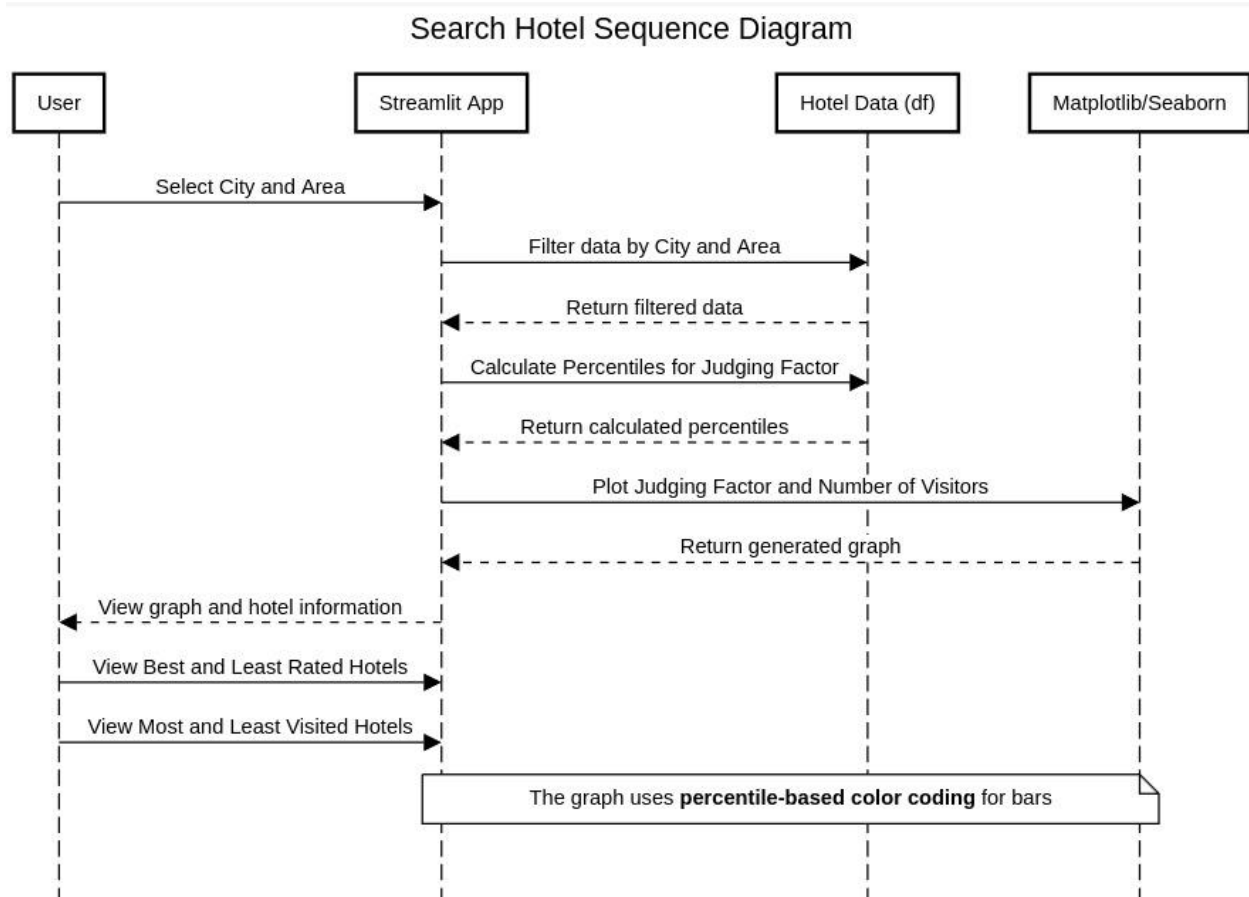 Search Hotel Sequence Diagram
User
Streamlit App
Hotel Data (df)
Matplotlib/Seaborn
Select City and Area
Filter data by City and Area
Return filtered data
Calculate Percentiles for Judging Factor
Return calculated percentiles
Plot Judging Factor and Number of Visitors
Return generated graph
View graph and hotel information
View Best and Least Rated Hotels
View Most and Least Visited Hotels
The graph uses percentile-based color coding for bars